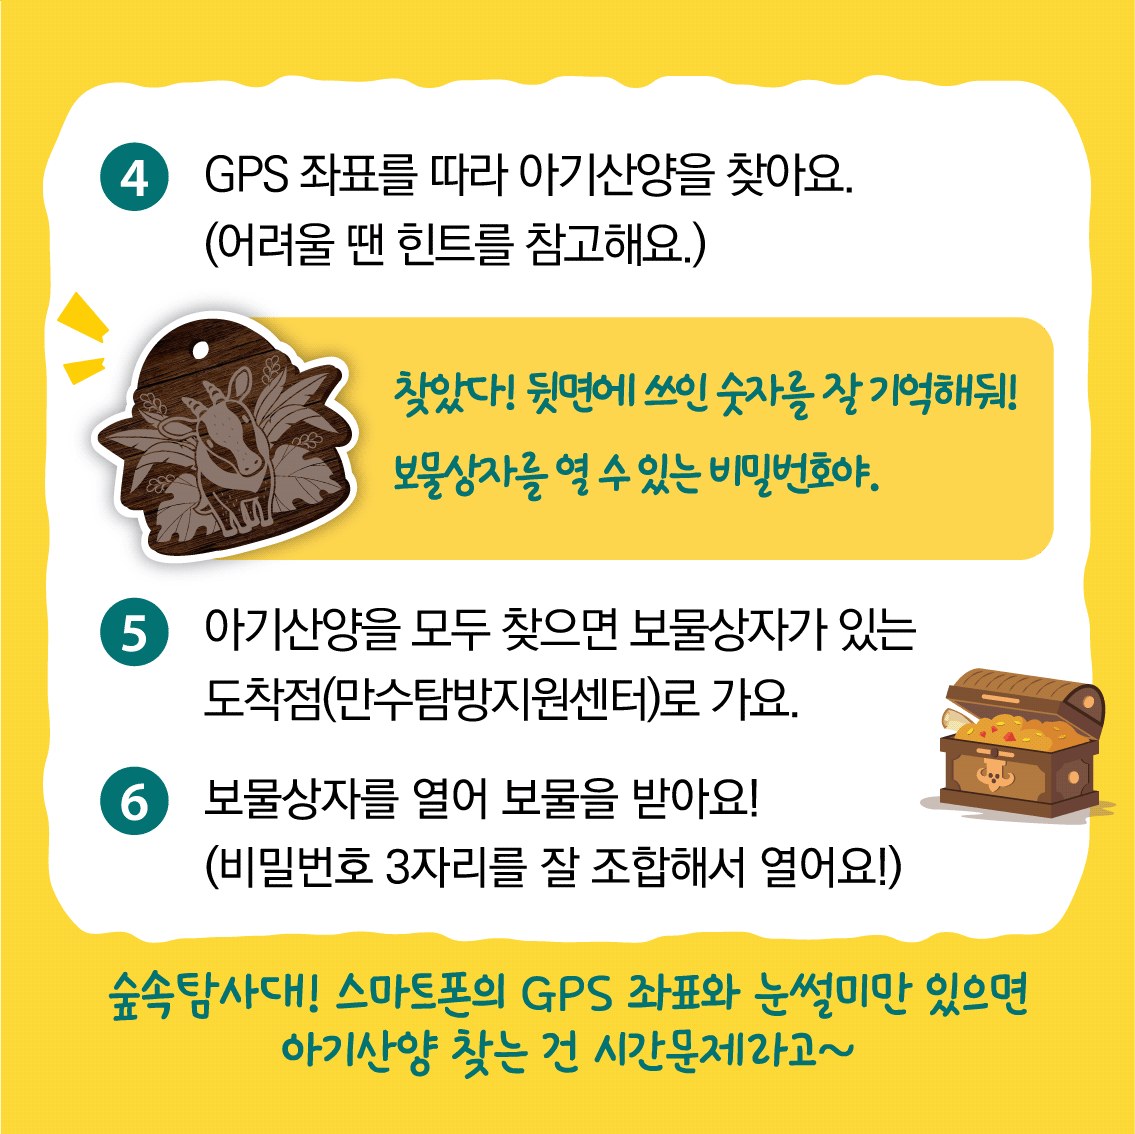 4 GPS 좌표를 따라 아기산양을 찾아요.
(어려울 땐 힌트를 참고해요.)
찾았다! 뒷면에 쓰인 숫자를 잘 기억해둬!
보물상자를 열 수 있는 비밀번호야.
5 아기산양을 모두 찾으면 보물상자가 있는
도착점(만수탐방지원센터)로 가요.
6 보물상자를 열어 보물을 받아요!
(비밀번호 3자리를 잘 조합해서 열어요!)
숲속탐사대! 스마트폰의 GPS 좌표와 눈썰미만 있으면
아기산양 찾는 건 시간문제라고~